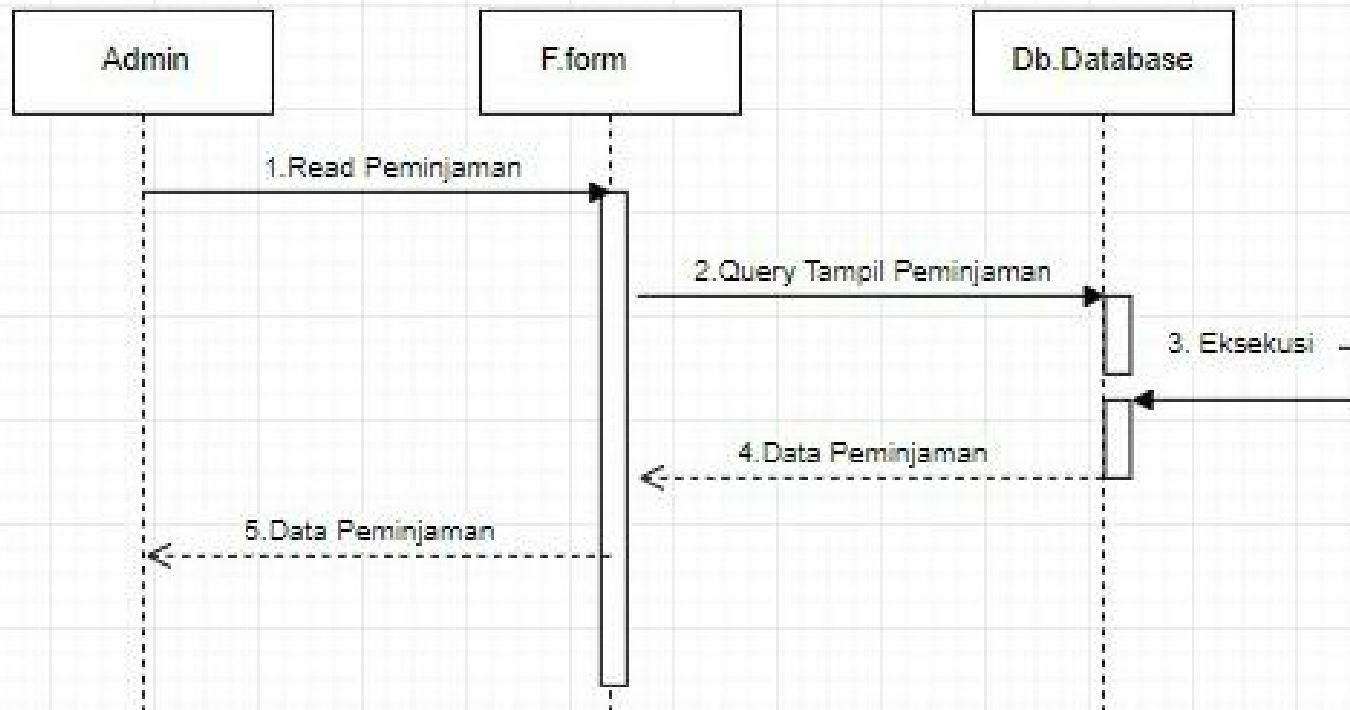 Admin
F.form
Db.Database
1.Read Peminjaman
2.Query Tampil Peminjaman
3. Eksekusi
4.Data Peminjaman
5.Data Peminjaman